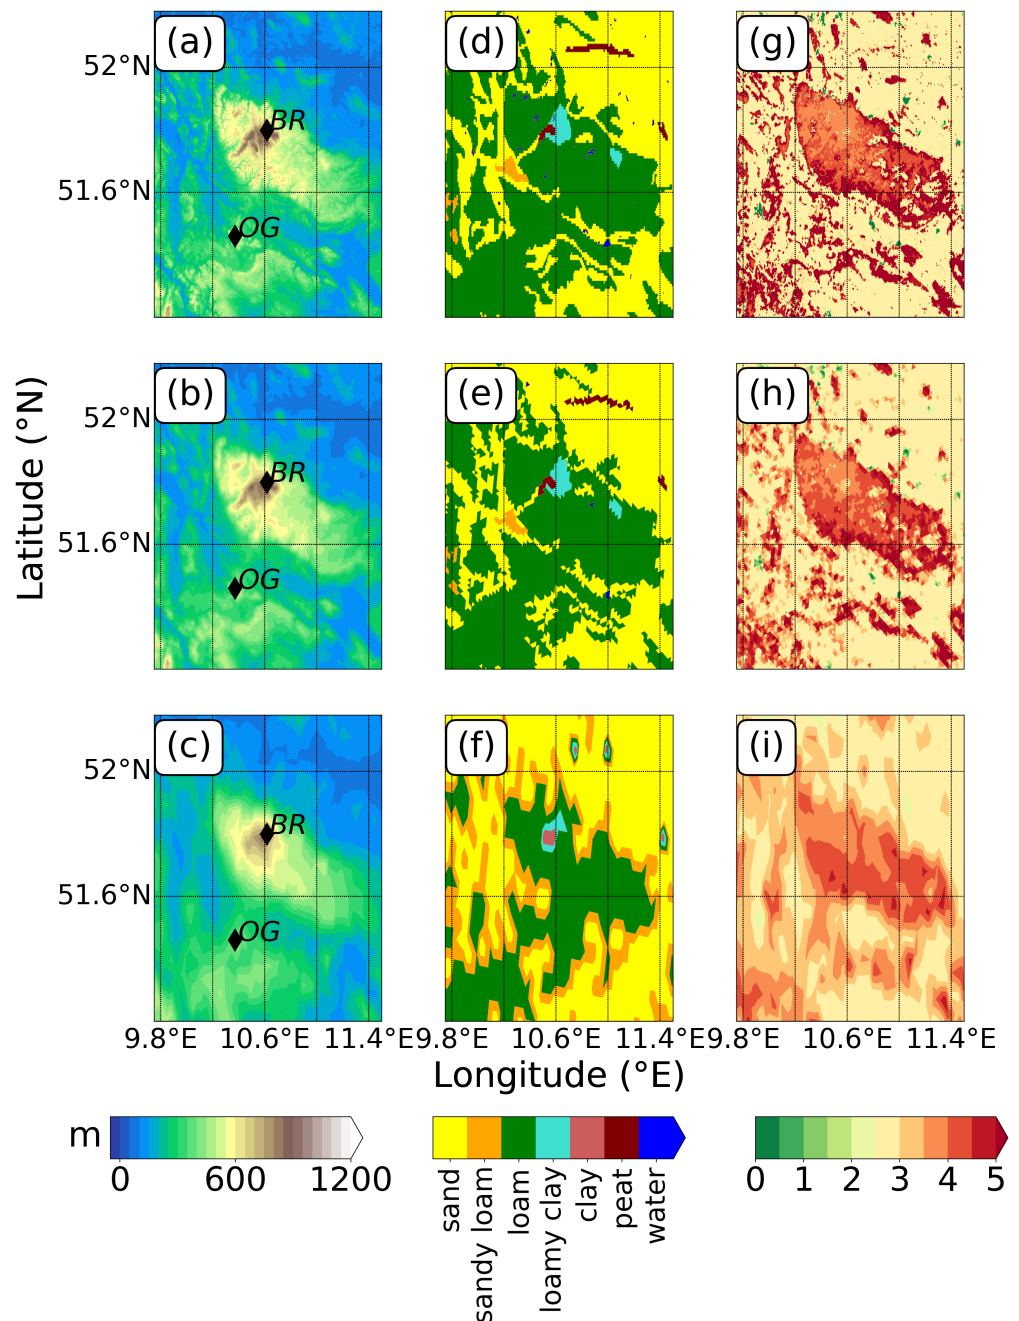 (a)
(d)
(g)
52°N
BR
51.6°N
OG
(b)
(e)
(h)
52°N
BR
51.6°N
OG
Latitude (°N)
(c)
(f)
(i)
52°N
BR
51.6°N
OG
9.8°E 10.6°E 11.4°E 9.8°E 10.6°E 11.4°E 9.8°E 10.6°E 11.4°E
Longitude (°E)
m
0 600 1200
sand
sandy loam
loam
loamy clay
clay
peat
water
0 1 2 3 4 5